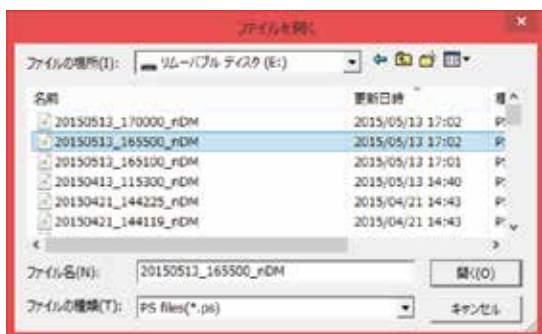 ファイルを開く
ファイルの場所(I): リムーバブル ディスク (E:)
名前 更新日時 種
20150513_170000_nDM 2015/05/13 17:02 P:
20150513_165500_nDM 2015/05/13 17:02 P:
20150513_165100_nDM 2015/05/13 17:01 P:
20150413_115300_nDM 2015/05/13 14:40 P:
20150421_144225_nDM 2015/04/21 14:43 P:
20150421_144119_nDM 2015/04/21 14:43 P:
ファイル名(N): 20150513_165500_nDM 開く(O)
ファイルの種類(T): PS files(*.ps) キャンセル